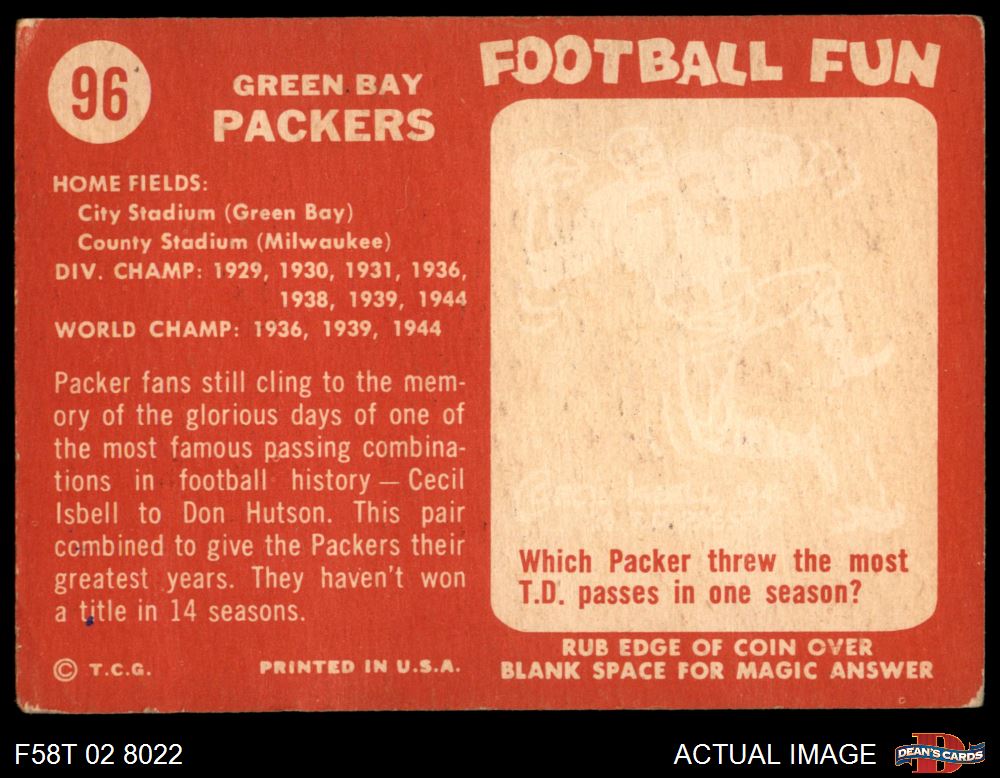 96
GREEN BAY
PACKERS
HOME FIELDS:
City Stadium (Green Bay)
County Stadium (Milwaukee)
DIV. CHAMP: 1929, 1930, 1931, 1936,
1938, 1939, 1944
WORLD CHAMP: 1936, 1939, 1944
Packer fans still cling to the mem-
ory of the glorious days of one of
the most famous passing combina-
tions in football history — Cecil
Isbell to Don Hutson. This pair
combined to give the Packers their
greatest years. They haven't won
a title in 14 seasons.
© T.C.G.
PRINTED IN U.S.A.
FOOTBALL FUN
Which Packer threw the most
T.D. passes in one season?
RUB EDGE OF COIN OVER
BLANK SPACE FOR MAGIC ANSWER
F58T 02 8022
ACTUAL IMAGE
DEAN'S CARDS